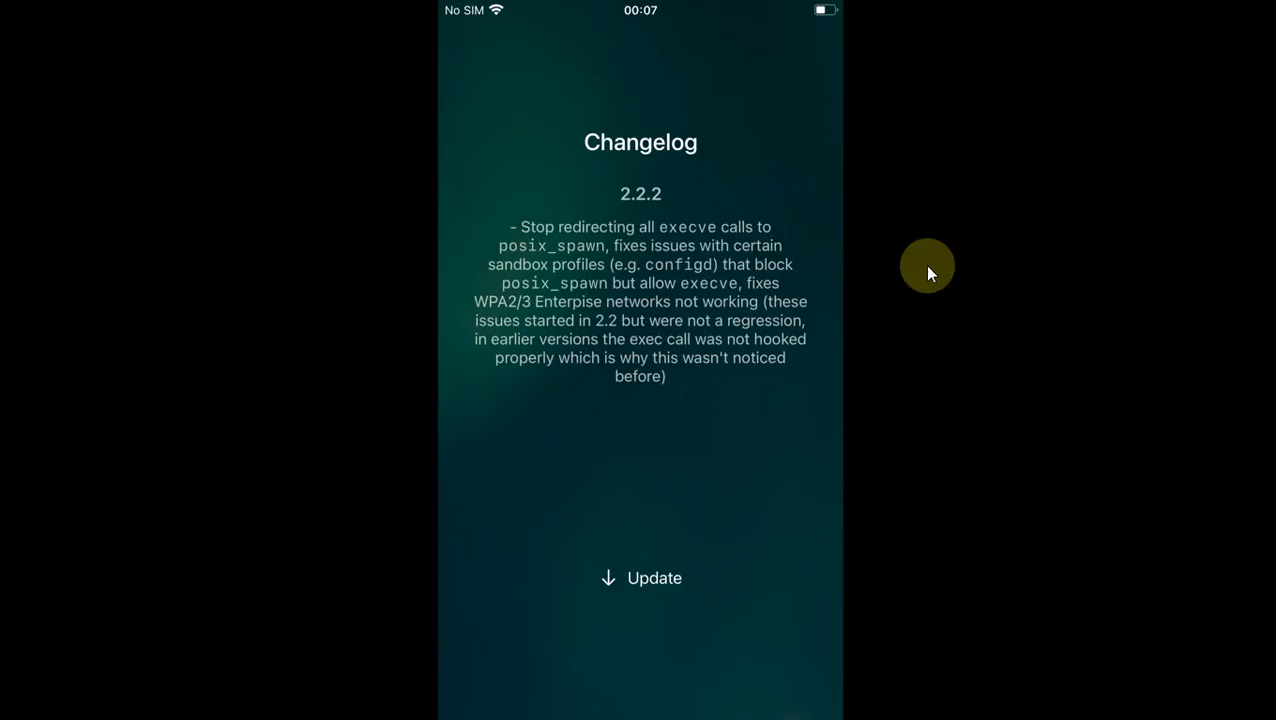 No SIM
00:07
Changelog
2.2.2
- Stop redirecting all execve calls to
posix_spawn, fixes issues with certain
sandbox profiles (e.g. configd) that block
posix_spawn but allow execve, fixes
WPA2/3 Enterpise networks not working (these
issues started in 2.2 but were not a regression,
in earlier versions the exec call was not hooked
properly which is why this wasn't noticed
before)
Update